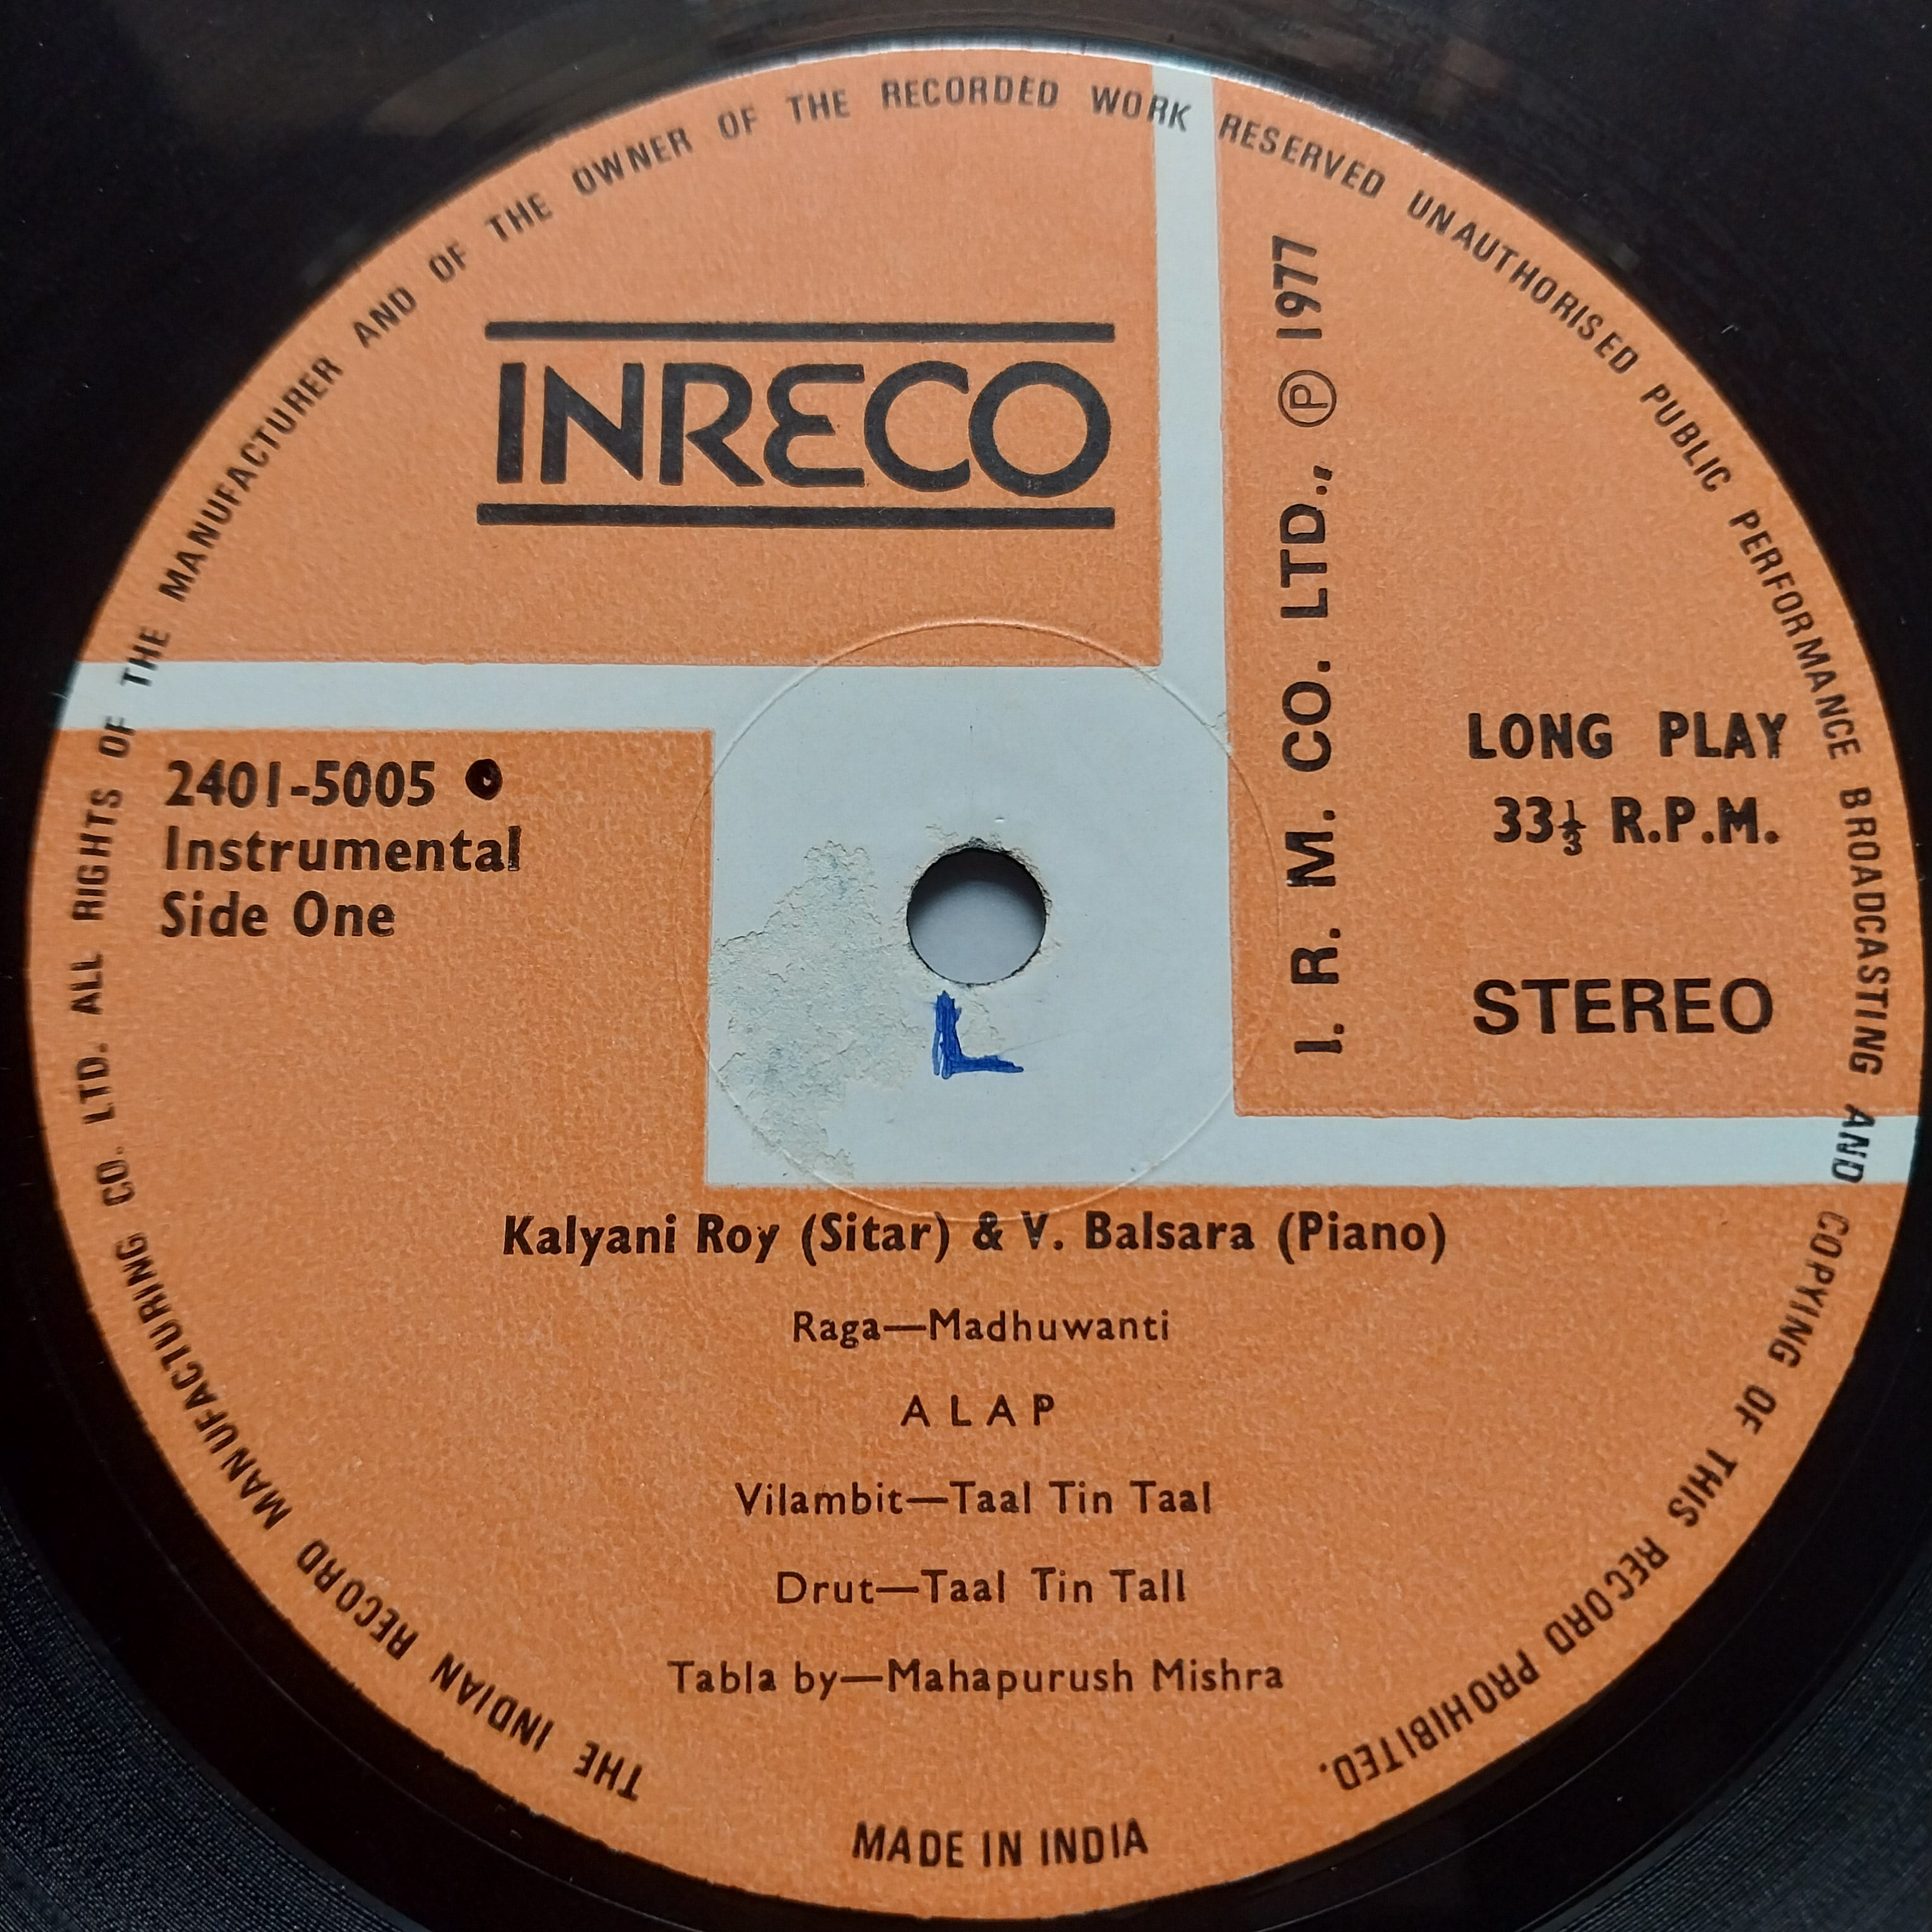 THE INDIAN RECORD MANUFACTURING CO. LTD. ALL RIGHTS OF THE MANUFACTURER AND OF THE OWNER OF THE RECORDED WORK RESERVED UNAUTHORISED PUBLIC PERFORMANCE BROADCASTING AND COPYING OF THIS RECORD PROHIBITED.
INRECO
I. R. M. CO. LTD., Ⓟ 1977
2401-5005
Instrumental
Side One
LONG PLAY
33⅓ R.P.M.
STEREO
L
Kalyani Roy (Sitar) & V. Balsara (Piano)
Raga—Madhuwanti
ALAP
Vilambit—Taal Tin Taal
Drut—Taal Tin Tall
Tabla by—Mahapurush Mishra
MADE IN INDIA